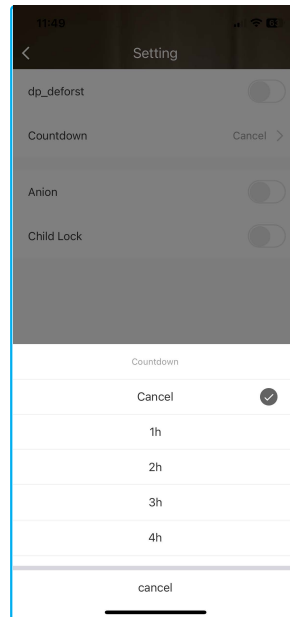 11:49
Setting
dp_deforst
Countdown Cancel
Anion
Child Lock
Countdown
Cancel
1h
2h
3h
4h
cancel